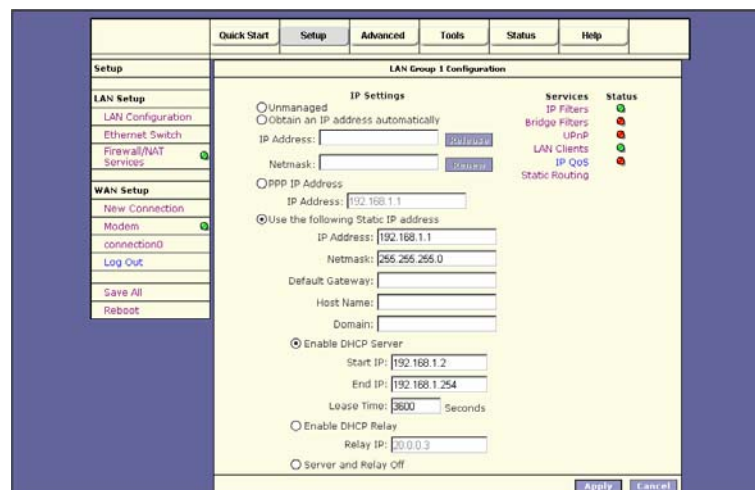 Quick Start Setup Advanced Tools Status Help
Setup
LAN Setup
LAN Configuration
Ethernet Switch
Firewall/NAT
Services
WAN Setup
New Connection
Modem
connection0
Log Out
Save All
Reboot
LAN Group 1 Configuration
IP Settings
Unmanaged
Obtain an IP address automatically
IP Address: Release
Netmask: Renew
PPP IP Address
IP Address: 192.168.1.1
Use the following Static IP address
IP Address: 192.168.1.1
Netmask: 255.255.255.0
Default Gateway:
Host Name:
Domain:
Enable DHCP Server
Start IP: 192.168.1.2
End IP: 192.168.1.254
Lease Time: 3600 Seconds
Enable DHCP Relay
Relay IP: 20.0.0.3
Server and Relay Off
Services Status
IP Filters
Bridge Filters
UPnP
LAN Clients
IP QoS
Static Routing
Apply Cancel